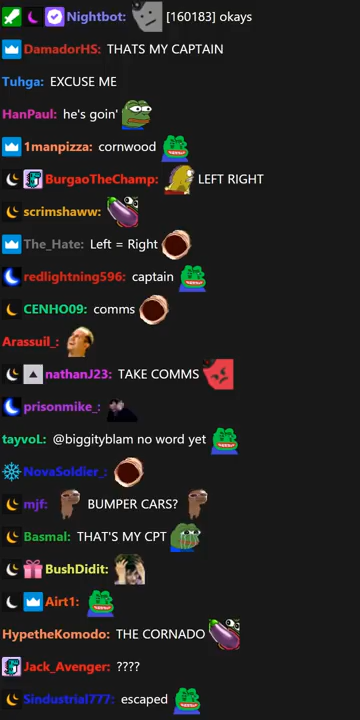 Nightbot: [160183] okays
DamadorHS: THATS MY CAPTAIN
Tuhga: EXCUSE ME
HanPaul: he's goin'
1manpizza: cornwood
BurgaoTheChamp: LEFT RIGHT
scrimshaww:
The_Hate: Left = Right
redlightning596: captain
CENHO09: comms
Arassuil_:
nathanJ23: TAKE COMMS
prisonmike_:
tayvoL: @biggityblam no word yet
NovaSoldier_:
mjf: BUMPER CARS?
Basmal: THAT'S MY CPT
BushDidit:
Airt1:
HypetheKomodo: THE CORNADO
Jack_Avenger: ????
Sindustrial777: escaped